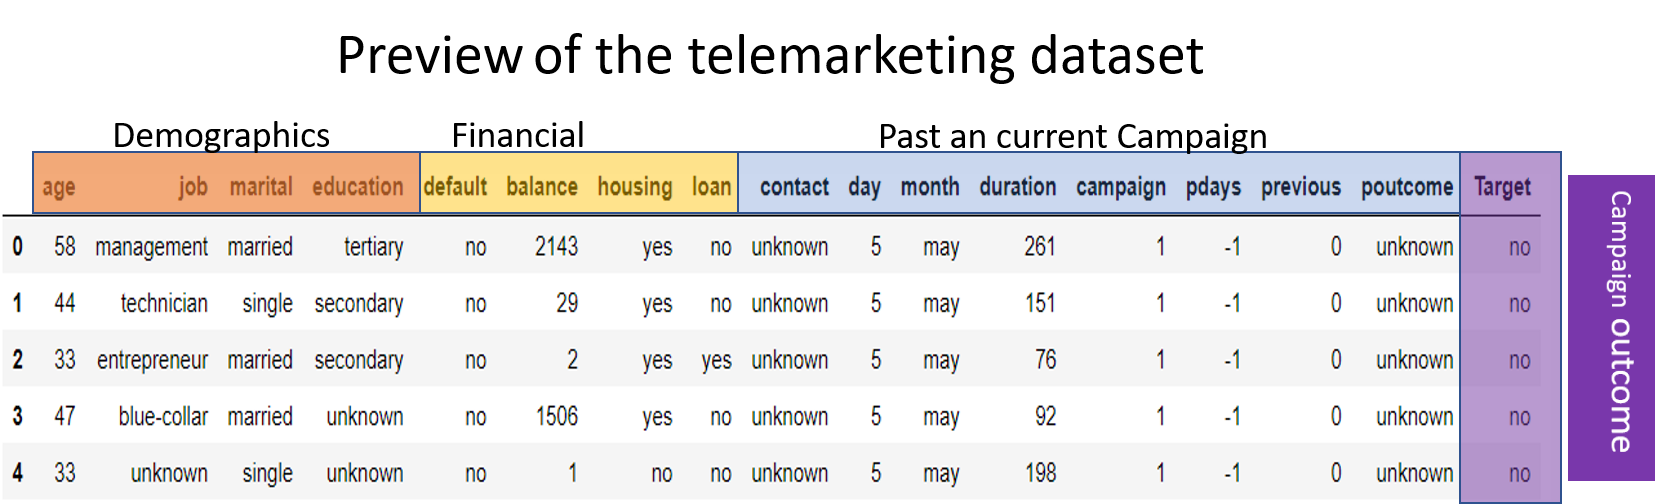 Preview of the telemarketing dataset
Demographics Financial Past an current Campaign
age job marital education default balance housing loan contact day month duration campaign pdays previous poutcome Target
0 58 management married tertiary no 2143 yes no unknown 5 may 261 1 -1 0 unknown no
1 44 technician single secondary no 29 yes no unknown 5 may 151 1 -1 0 unknown no
2 33 entrepreneur married secondary no 2 yes yes unknown 5 may 76 1 -1 0 unknown no
3 47 blue-collar married unknown no 1506 yes no unknown 5 may 92 1 -1 0 unknown no
4 33 unknown single unknown no 1 no no unknown 5 may 198 1 -1 0 unknown no
Campaign outcome